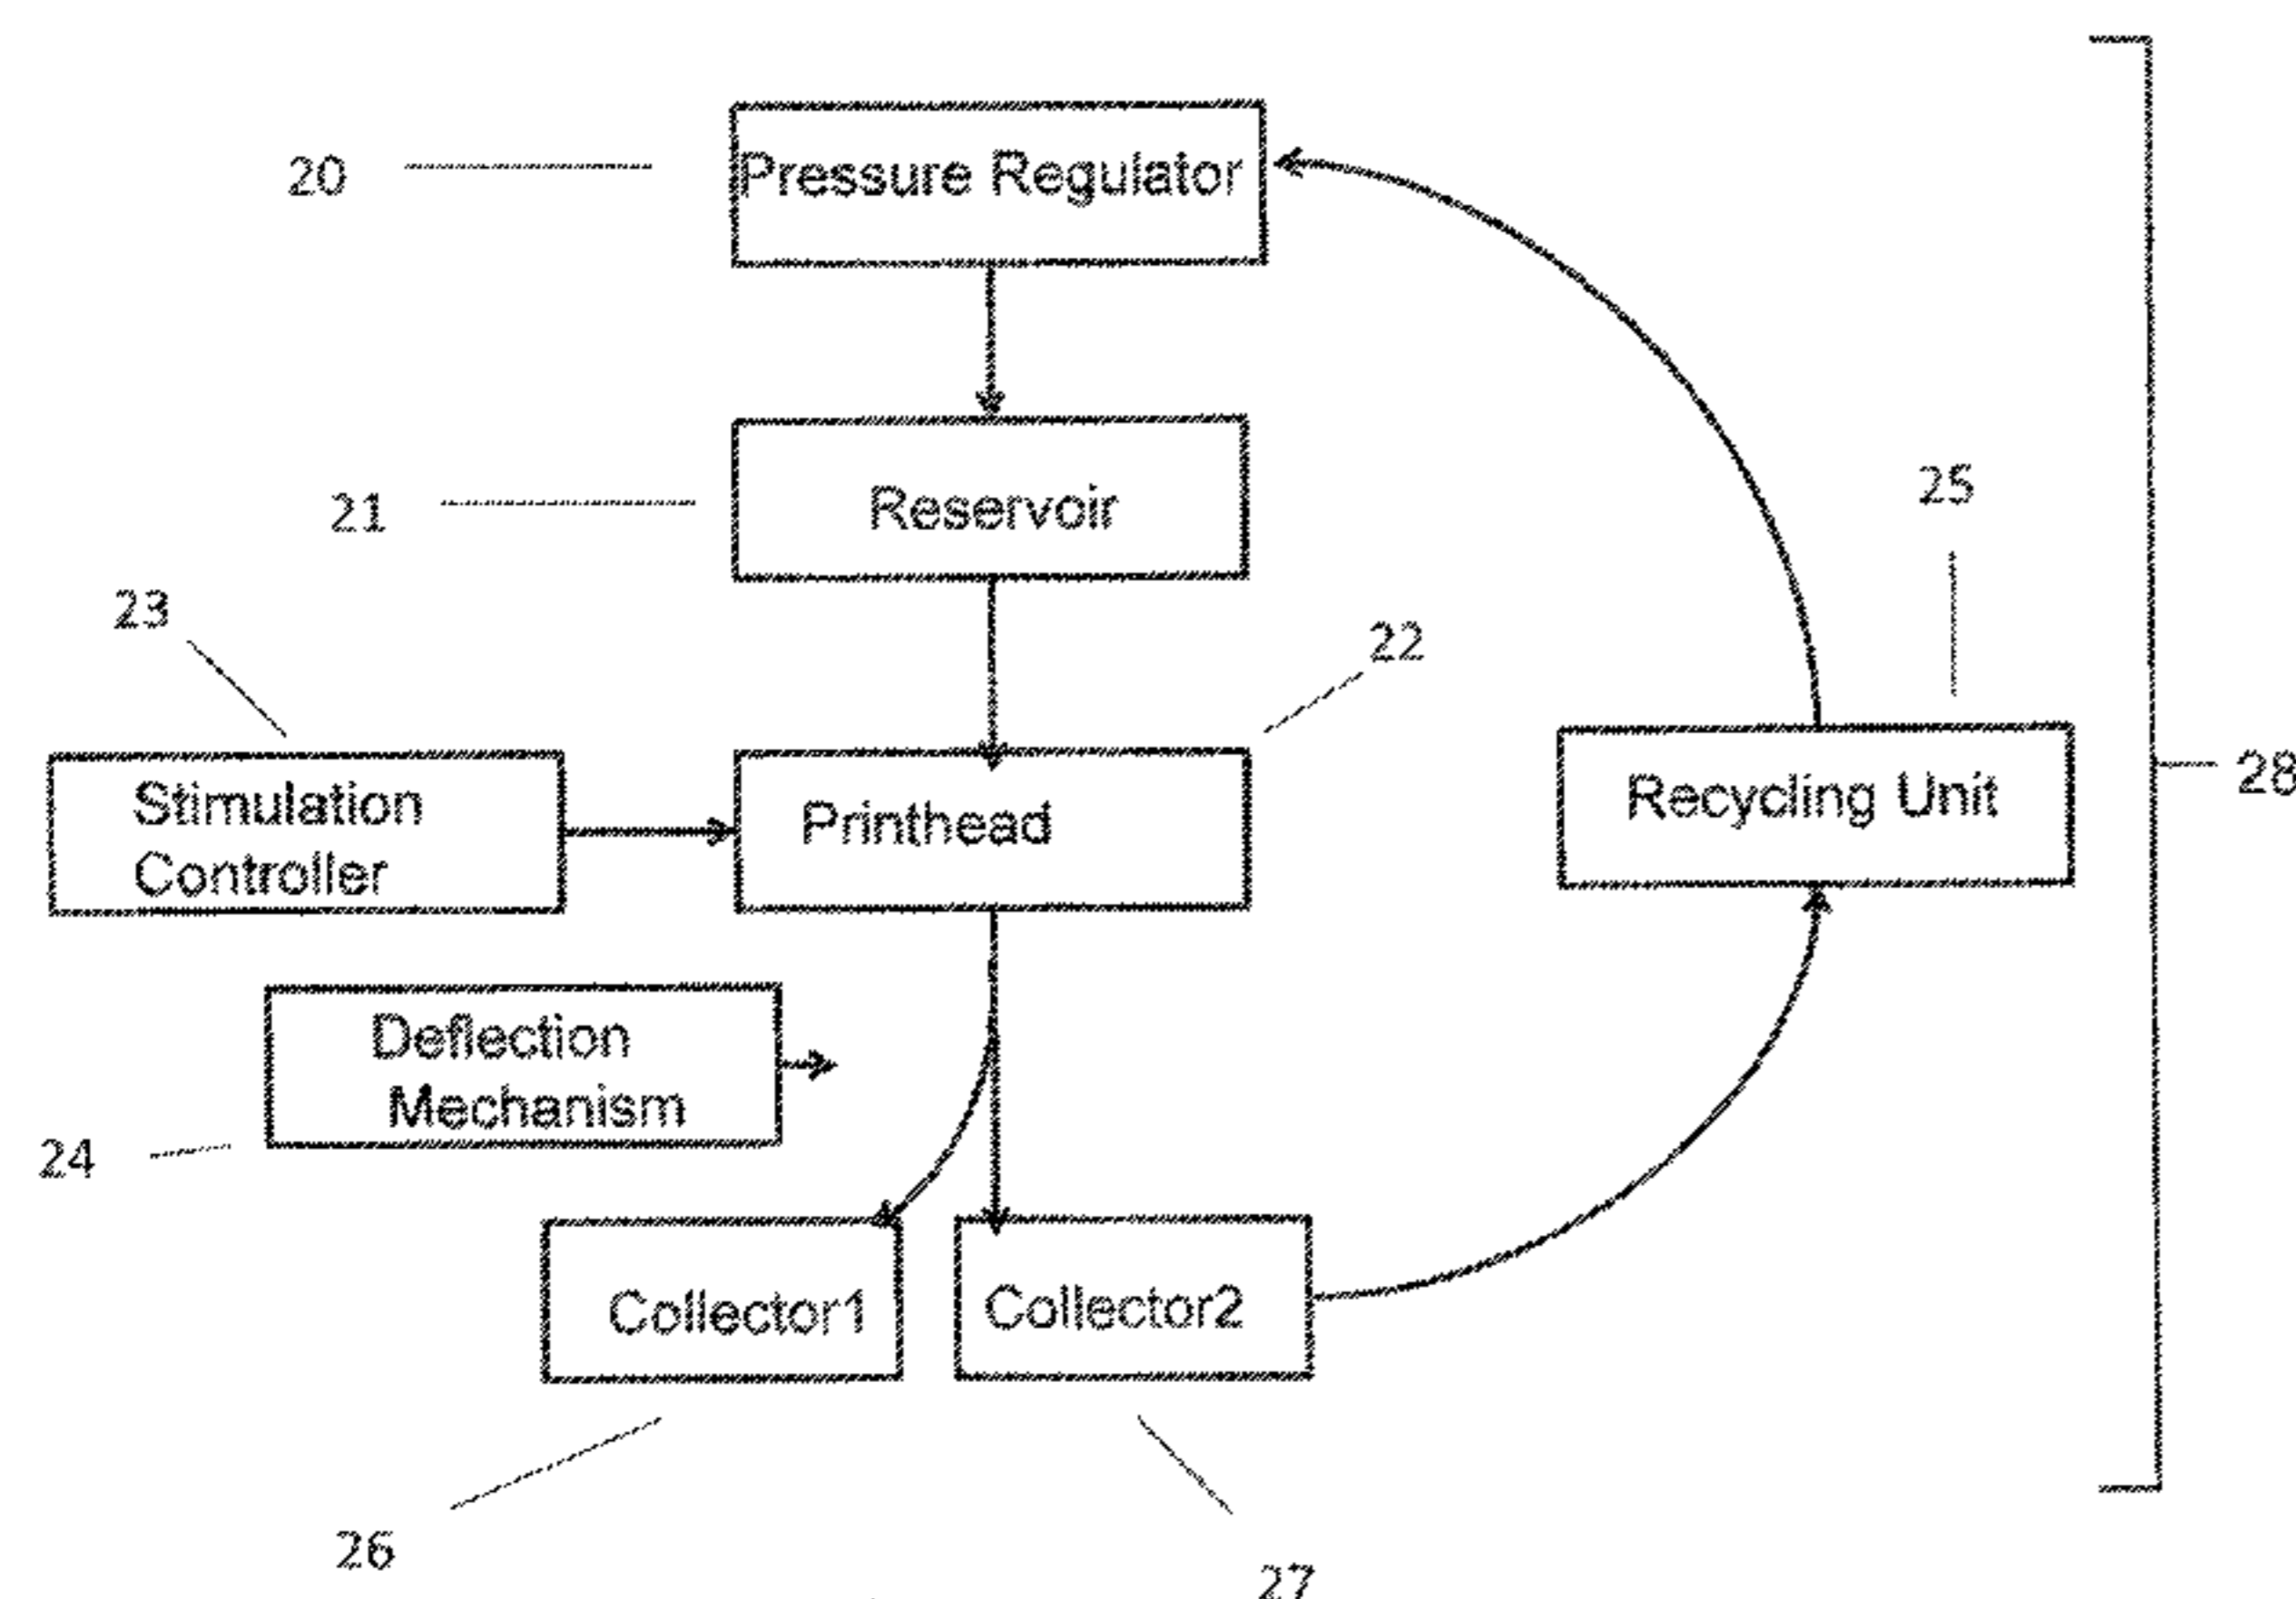 20
Pressure Regulator
21
Reservoir
25
23
22
Stimulation
Controller
Printhead
Recycling Unit
28
Deflection
Mechanism
24
Collector1
Collector2
26
27